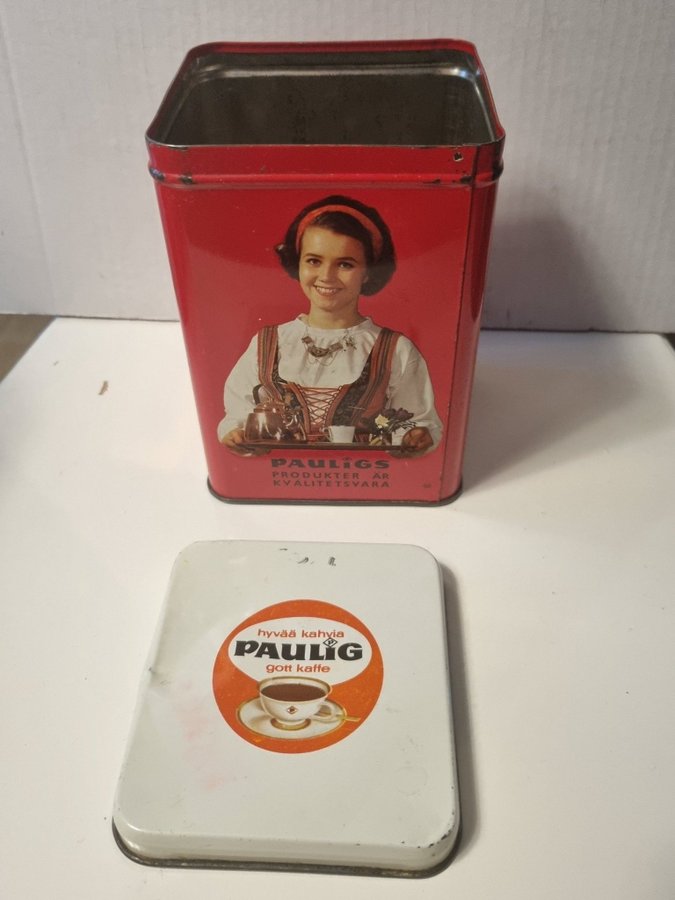 PAULIGS
PRODUKTER ÄR
KVALITETSVARA
hyvää kahvia
PAULIG
gott kaffe